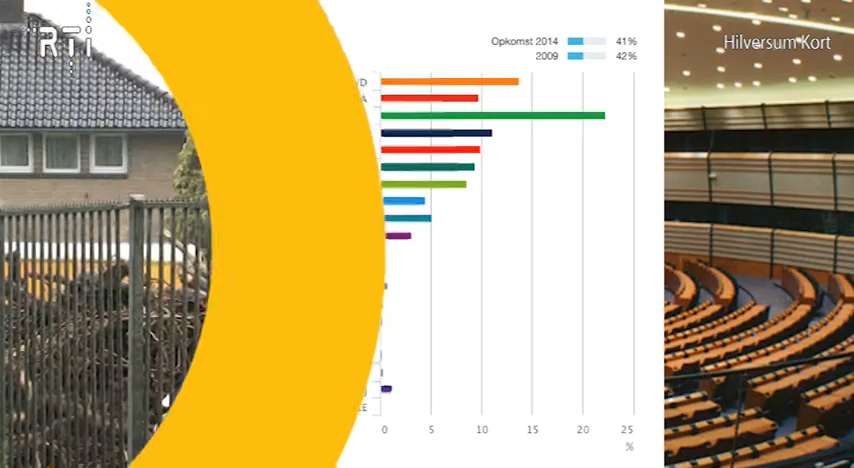 RTi
Hilversum Kort
Opkomst 2014 41%
2009 42%
0 5 10 15 20 25
%